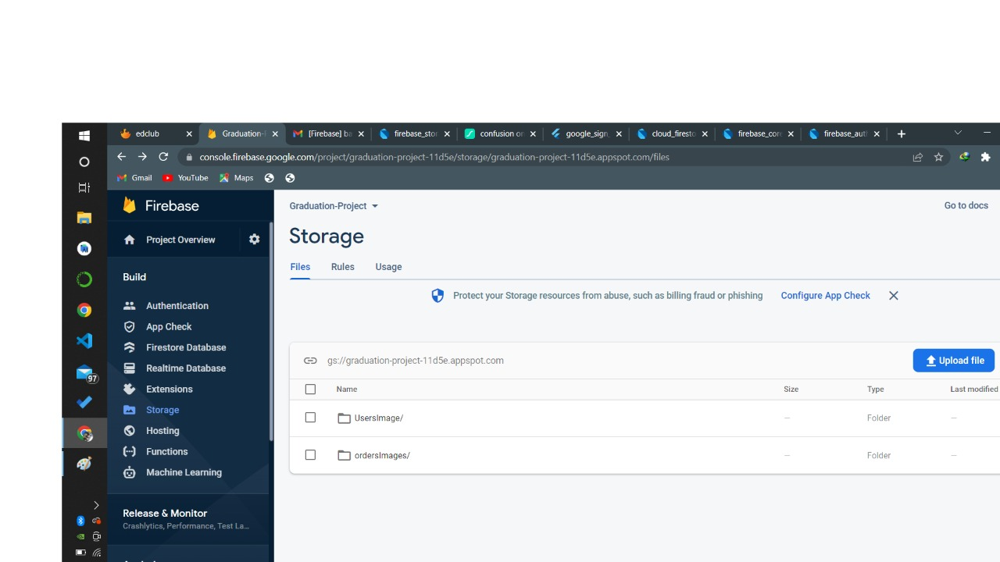 edclub
Graduation-P
[Firebase] ba
firebase_stor
confusion on
google_sign_
cloud_firesto
firebase_core
firebase_auth
console.firebase.google.com/project/graduation-project-11d5e/storage/graduation-project-11d5e.appspot.com/files
Gmail YouTube Maps
Firebase
Project Overview
Build
Authentication
App Check
Firestore Database
Realtime Database
Extensions
Storage
Hosting
Functions
Machine Learning
Release & Monitor
Crashlytics, Performance, Test La...
97
Graduation-Project
Go to docs
Storage
Files Rules Usage
Protect your Storage resources from abuse, such as billing fraud or phishing Configure App Check
gs://graduation-project-11d5e.appspot.com
Upload file
Name Size Type Last modified
UsersImage/ — Folder —
ordersImages/ — Folder —